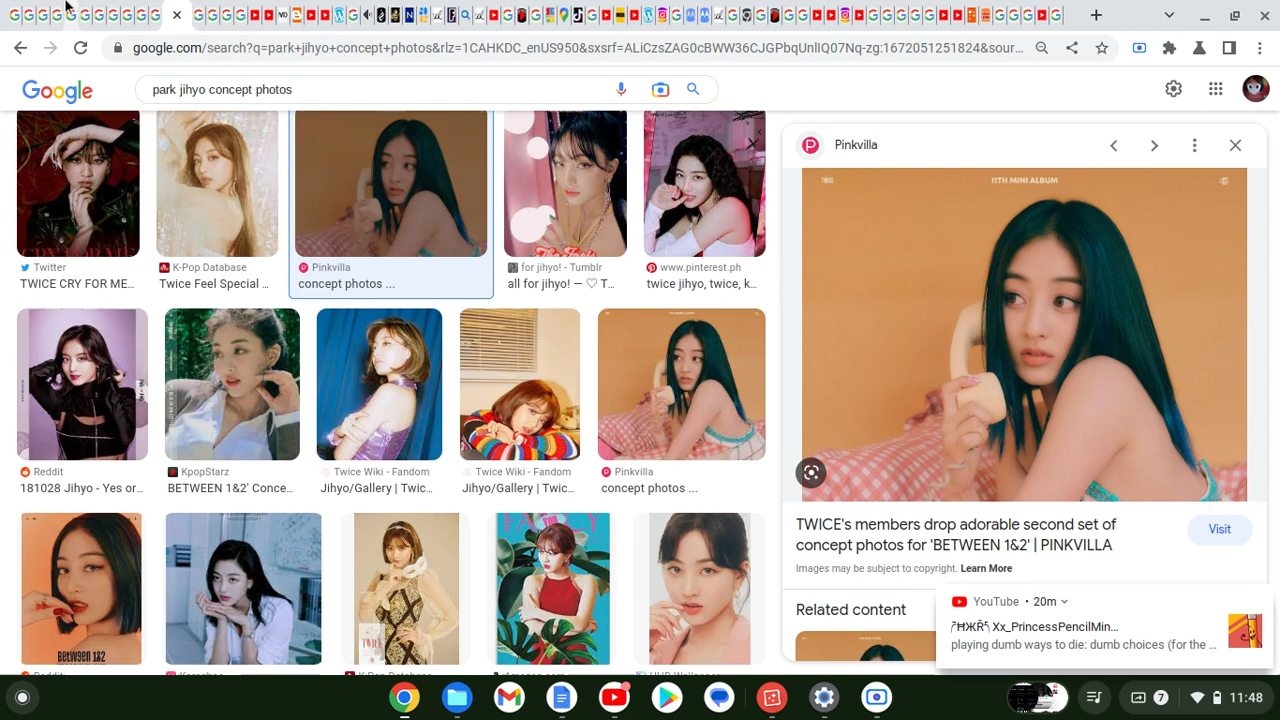 google.com/search?q=park+jihyo+concept+photos&rlz=1CAHKDC_enUS950&sxsrf=ALiCzsZAG0cBWW36CJGPbqUnlIQ07Nq-zg:1672051251824&sour...
Google
park jihyo concept photos
Twitter
TWICE CRY FOR ME...
K-Pop Database
Twice Feel Special ...
Pinkvilla
concept photos ...
for jihyo! - Tumblr
all for jihyo! — ♡ T...
www.pinterest.ph
twice jihyo, twice, k...
Reddit
181028 Jihyo - Yes or...
KpopStarz
BETWEEN 1&2' Conce...
Twice Wiki - Fandom
Jihyo/Gallery | Twic...
Twice Wiki - Fandom
Jihyo/Gallery | Twic...
Pinkvilla
concept photos ...
BETWEEN 1&2
FANCY
Pinkvilla
TWICE
11TH MINI ALBUM
TWICE's members drop adorable second set of
concept photos for 'BETWEEN 1&2' | PINKVILLA
Visit
Images may be subject to copyright. Learn More
Related content
YouTube • 20m
Xx_PrincessPencilMin...
playing dumb ways to die: dumb choices (for the ...
7
11:48